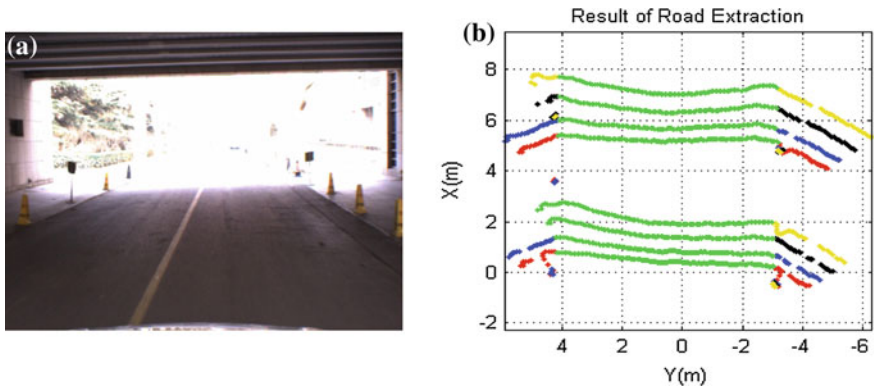 (a)
(b)
Result of Road Extraction
8
6
4
2
0
-2
X(m)
4 2 0 -2 -4 -6
Y(m)